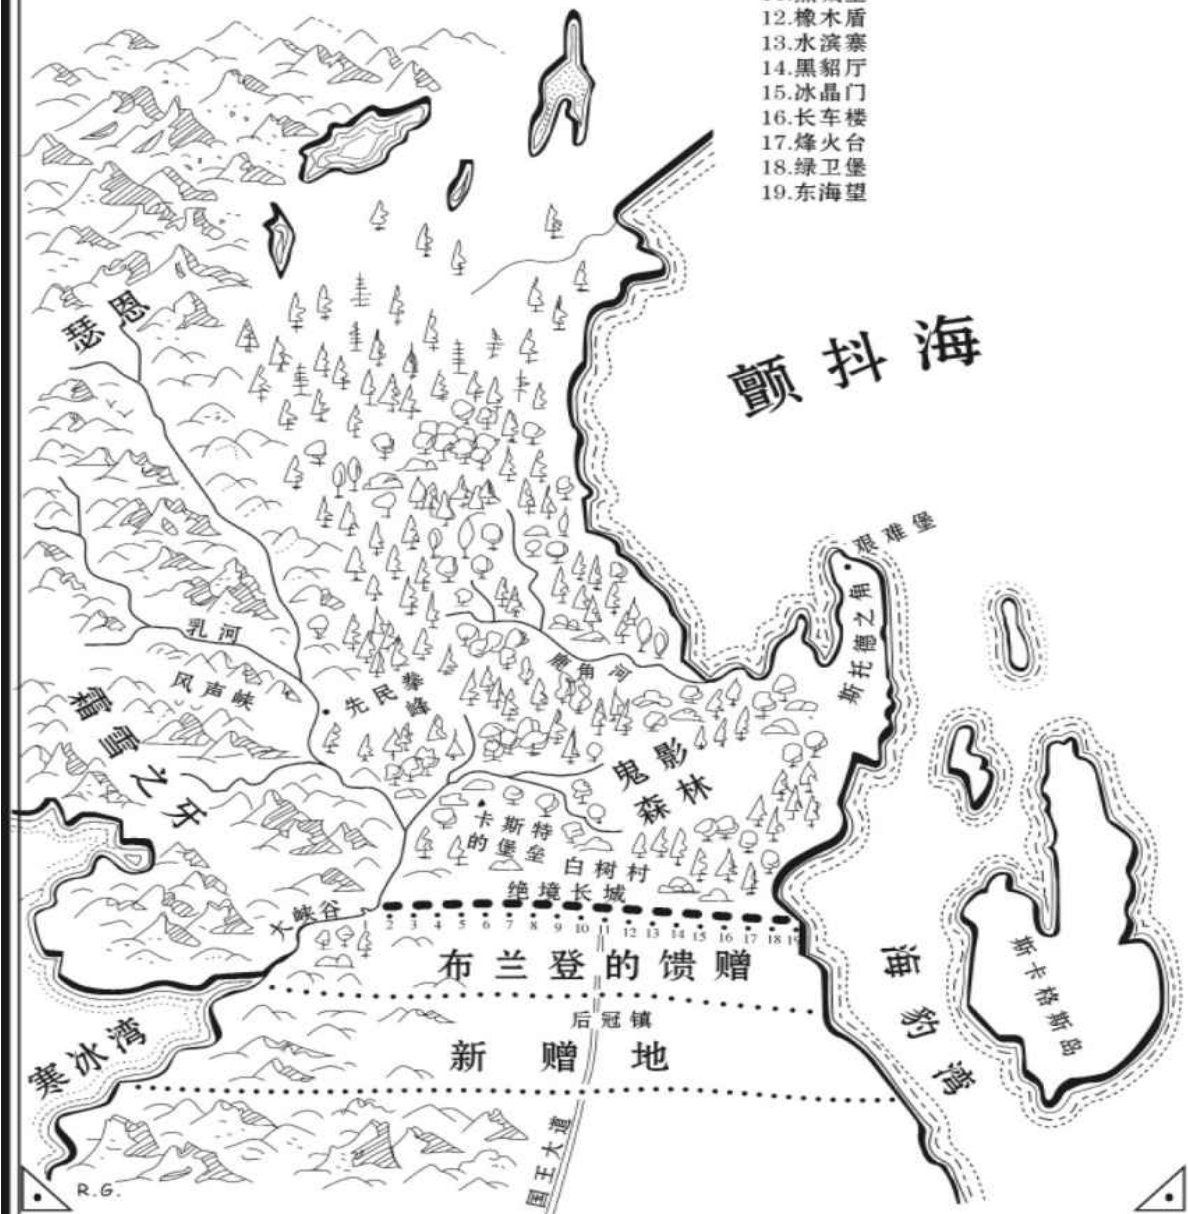 12.橡木盾
13.水滨寨
14.黑貂厅
15.冰晶门
16.长车楼
17.烽火台
18.绿卫堡
19.东海望
瑟恩
颤抖海
艰难堡
斯托德之角
乳河
风声峡
先民拳
峰
鹿角河
霜雪之牙
鬼影
森林
卡斯特
的堡垒
白树村
绝境长城
大峡谷
2 3 4 5 6 7 8 9 10 11 12 13 14 15 16 17 18 19
布兰登的馈赠
海豹湾
斯卡格斯岛
后冠镇
寒冰湾
新赠地
国王大道
R.G.